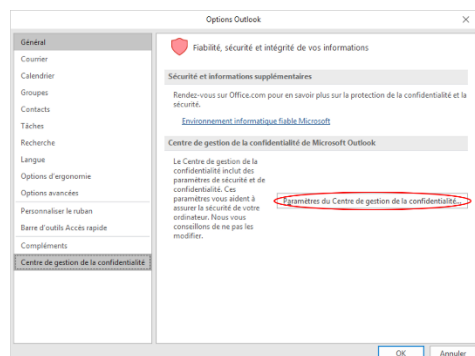 Options Outlook
Général
Courrier
Calendrier
Groupes
Contacts
Tâches
Recherche
Langue
Options d'ergonomie
Options avancées
Personnaliser le ruban
Barre d'outils Accès rapide
Compléments
Centre de gestion de la confidentialité
Fiabilité, sécurité et intégrité de vos informations
Sécurité et informations supplémentaires
Rendez-vous sur Office.com pour en savoir plus sur la protection de la confidentialité et la
sécurité.
Environnement informatique fiable Microsoft
Centre de gestion de la confidentialité de Microsoft Outlook
Le Centre de gestion de la
confidentialité inclut des
paramètres de sécurité et de
confidentialité. Ces
paramètres vous aident à
assurer la sécurité de votre
ordinateur. Nous vous
conseillons de ne pas les
modifier.
Paramètres du Centre de gestion de la confidentialité...
OK
Annuler